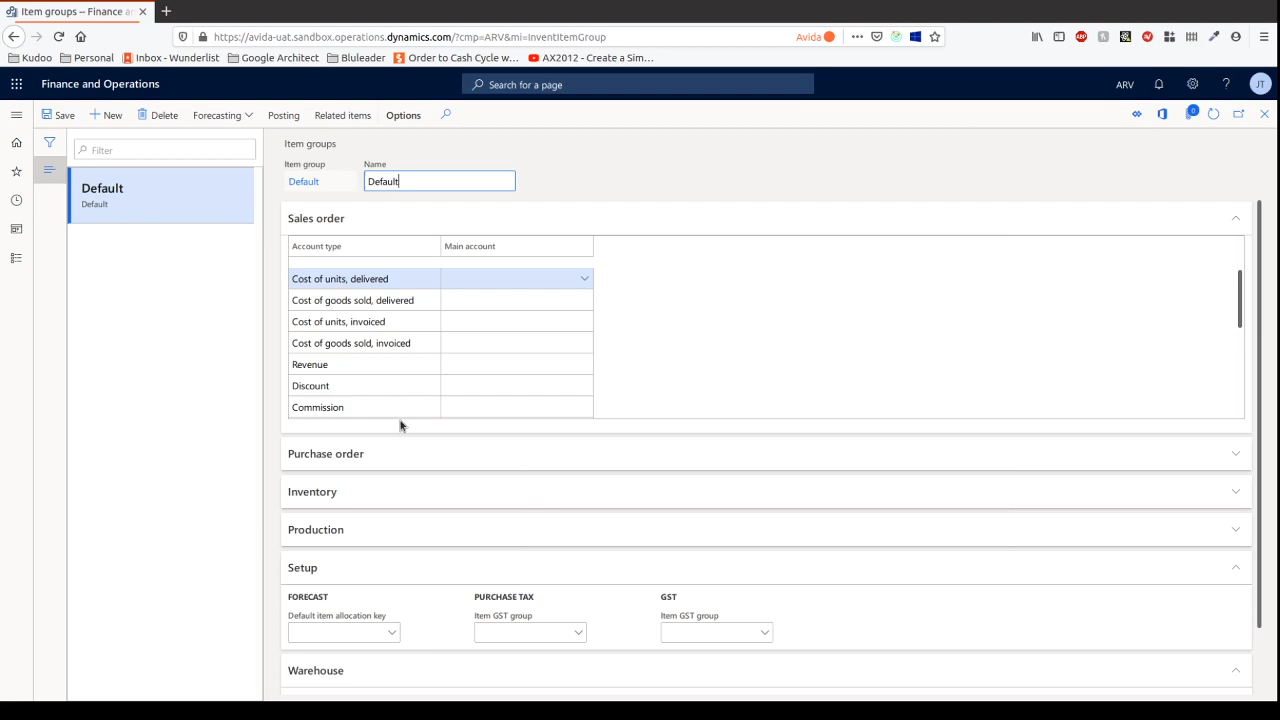 Item groups -- Finance a
https://avida-uat.sandbox.operations.dynamics.com/?cmp=ARV&mi=InventItemGroup
Avida
Kudoo
Personal
Inbox - Wunderlist
Google Architect
Bluleader
Order to Cash Cycle w…
AX2012 - Create a Sim…
Finance and Operations
Search for a page
ARV
?
JT
Save
New
Delete
Forecasting
Posting
Related items
Options
0
Filter
Default
Default
Item groups
Item group
Name
Default
Default
Sales order
Account type
Main account
Cost of units, delivered
Cost of goods sold, delivered
Cost of units, invoiced
Cost of goods sold, invoiced
Revenue
Discount
Commission
Purchase order
Inventory
Production
Setup
FORECAST
PURCHASE TAX
GST
Default item allocation key
Item GST group
Item GST group
Warehouse